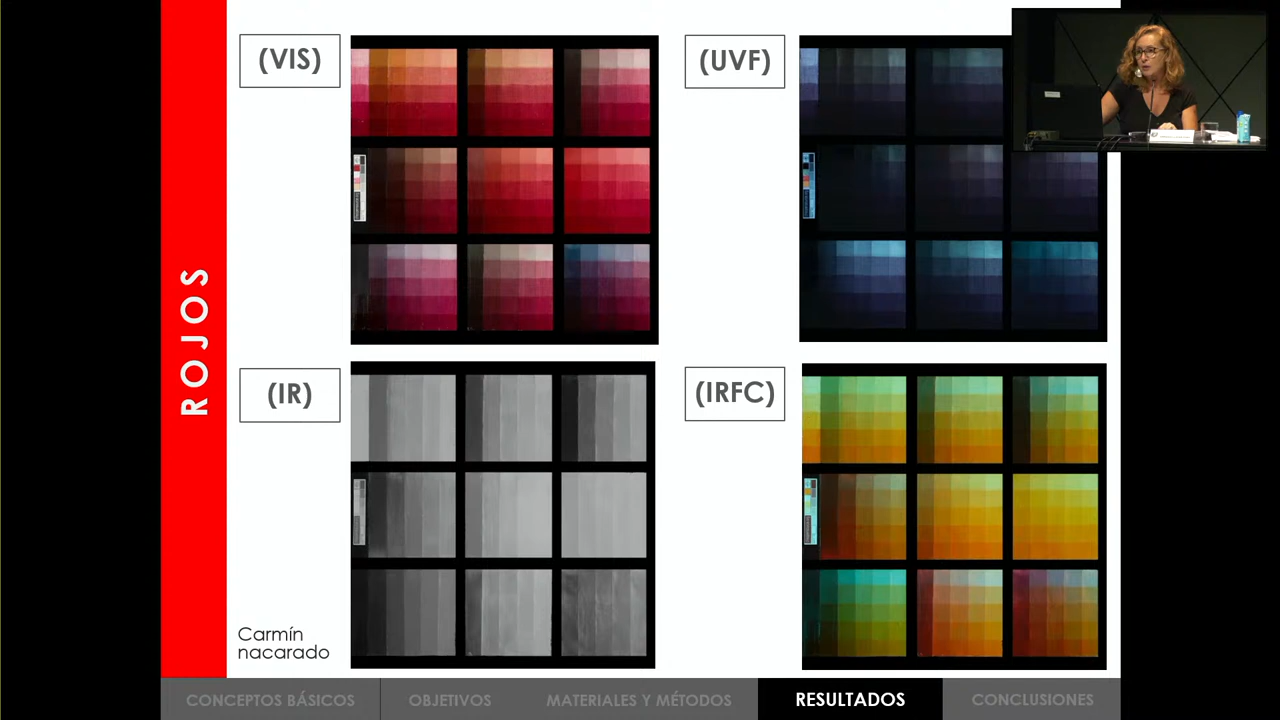 ROJOS
(VIS)
(UVF)
(IR)
(IRFC)
Carmín
nacarado
CONCEPTOS BÁSICOS
OBJETIVOS
MATERIALES Y MÉTODOS
RESULTADOS
CONCLUSIONES